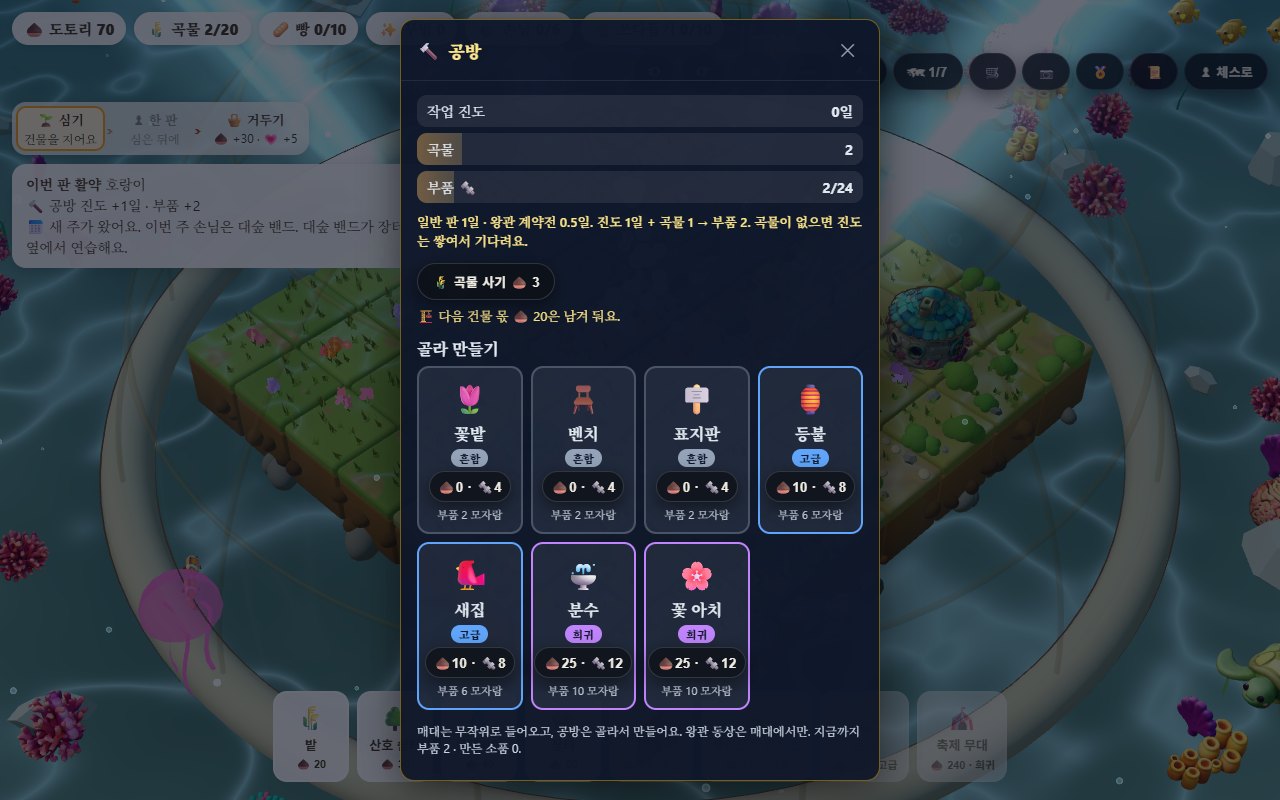 도토리 70
곡물 2/20
빵 0/10
1/7
체스로
심기
건물을 지어요
한 판
심은 뒤에
거두기
+30 · +5
이번 판 활약 호랑이
공방 진도 +1일 · 부품 +2
새 주가 왔어요. 이번 주 손님은 대숲 밴드. 대숲 밴드가 장터
옆에서 연습해요.
공방
작업 진도 0일
곡물 2
부품 2/24
일반 판 1일 · 왕관 계약전 0.5일. 진도 1일 + 곡물 1 → 부품 2. 곡물이 없으면 진도
는 쌓여서 기다려요.
곡물 사기 3
다음 건물 몫 20은 남겨 둬요.
골라 만들기
꽃밭
흔함
0 · 4
부품 2 모자람
벤치
흔함
0 · 4
부품 2 모자람
표지판
흔함
0 · 4
부품 2 모자람
등불
고급
10 · 8
부품 6 모자람
새집
고급
10 · 8
부품 6 모자람
분수
희귀
25 · 12
부품 10 모자람
꽃 아치
희귀
25 · 12
부품 10 모자람
매대는 무작위로 들어오고, 공방은 골라서 만들어요. 왕관 동상은 매대에서만. 지금까지
부품 2 · 만든 소품 0.
밭
20
산호
고급
축제 무대
240 · 희귀